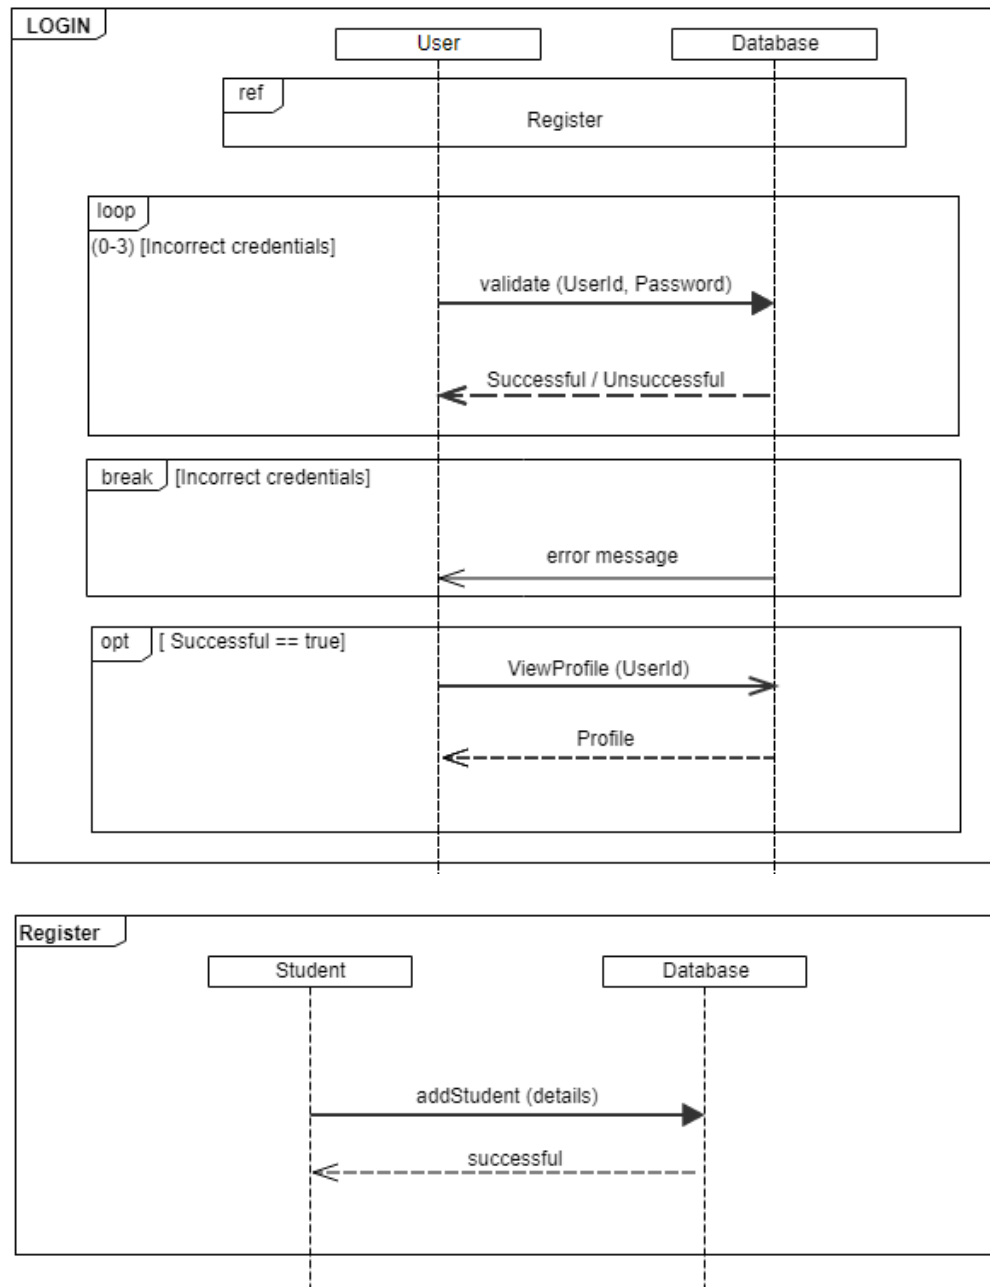 LOGIN
User
Database
ref
Register
loop
(0-3) [Incorrect credentials]
validate (UserId, Password)
Successful / Unsuccessful
break
[Incorrect credentials]
error message
opt
[ Successful == true]
ViewProfile (UserId)
Profile
Register
Student
Database
addStudent (details)
successful